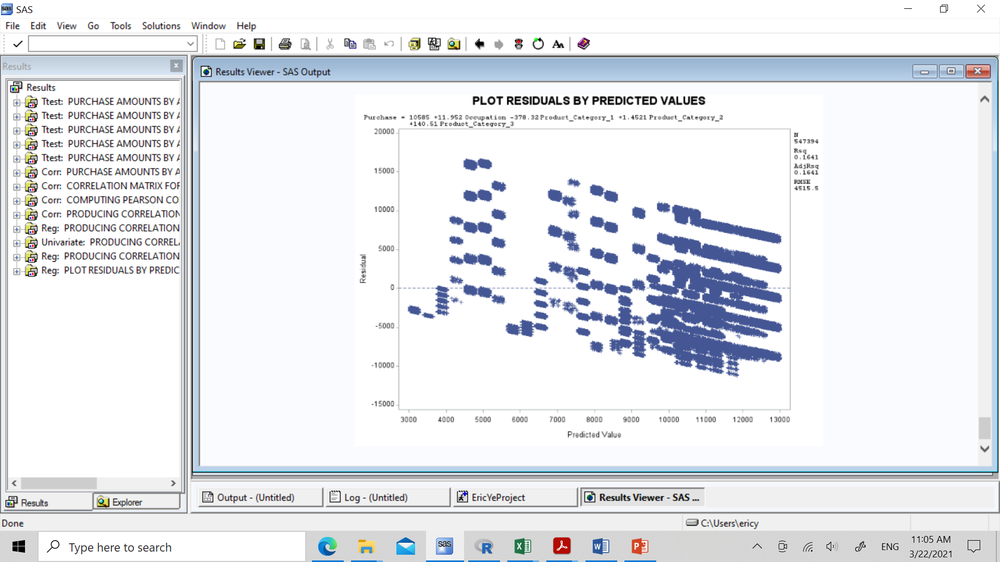 SAS
File Edit View Go Tools Solutions Window Help
Results
Results
Ttest: PURCHASE AMOUNTS BY A
Ttest: PURCHASE AMOUNTS BY A
Ttest: PURCHASE AMOUNTS BY A
Ttest: PURCHASE AMOUNTS BY A
Ttest: PURCHASE AMOUNTS BY A
Corr: PURCHASE AMOUNTS BY A
Corr: CORRELATION MATRIX FOR
Corr: COMPUTING PEARSON CO
Corr: PRODUCING CORRELATION
Reg: PRODUCING CORRELATION
Univariate: PRODUCING CORREL
Reg: PRODUCING CORRELATION
Reg: PLOT RESIDUALS BY PREDIC
Results Explorer
Results Viewer - SAS Output
PLOT RESIDUALS BY PREDICTED VALUES
Purchase = 10585 +11.952 Occupation -378.32 Product_Category_1 +1.4521 Product_Category_2
+140.51 Product_Category_3
20000
15000
10000
5000
0
-5000
-10000
-15000
Residual
3000 4000 5000 6000 7000 8000 9000 10000 11000 12000 13000
Predicted Value
N
547394
Rsq
0.1641
AdjRsq
0.1641
RMSE
4515.5
Output - (Untitled) Log - (Untitled) EricYeProject Results Viewer - SAS ...
Done C:\Users\ericy
Type here to search
sas
ENG
11:05 AM
3/22/2021